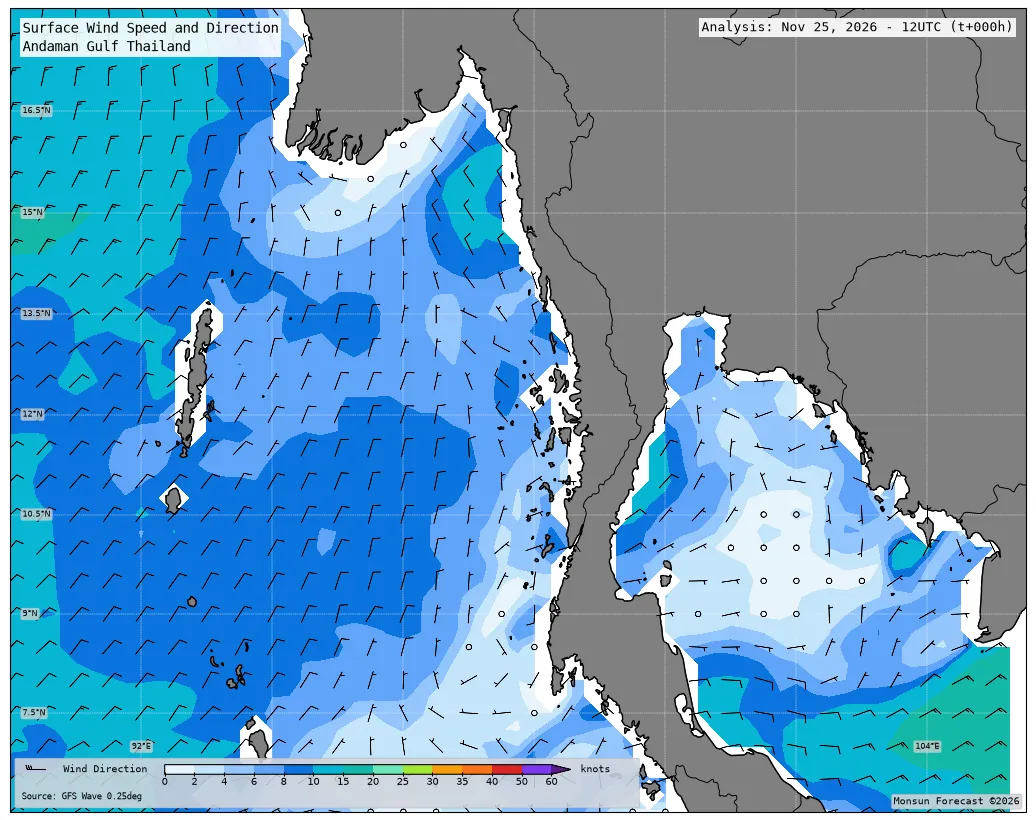 Surface Wind Speed and Direction
Andaman Gulf Thailand
Analysis: Nov 25, 2026 - 12UTC (t+000h)
16.5°N
15°N
13.5°N
12°N
10.5°N
9°N
7.5°N
92°E
104°E
Wind Direction
0 2 4 6 8 10 15 20 25 30 35 40 50 60
knots
Source: GFS Wave 0.25deg
Monsun Forecast ©2026